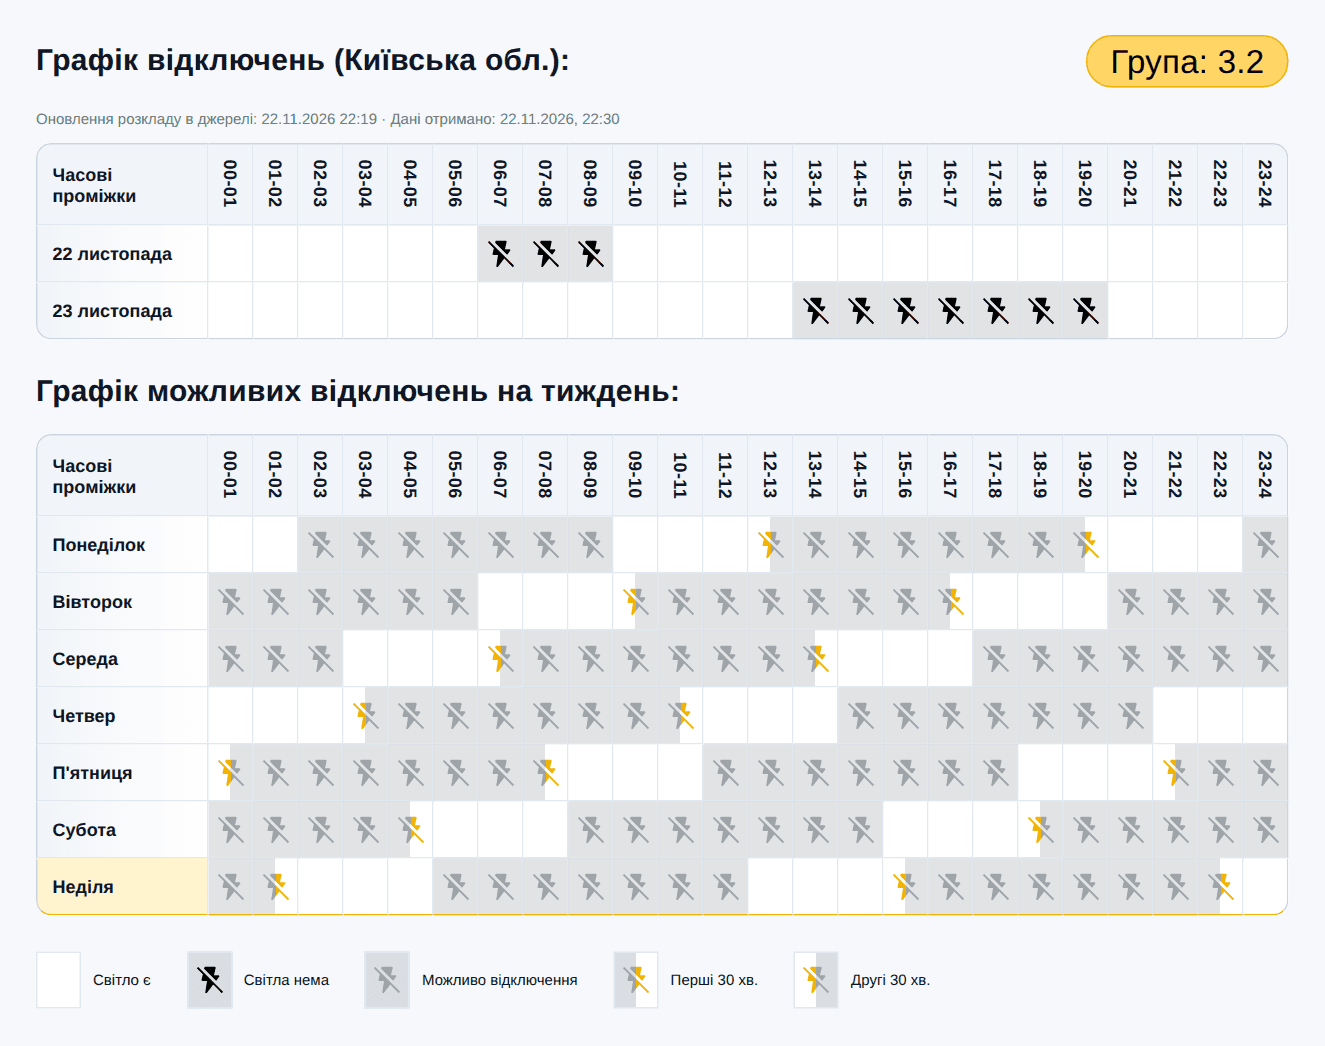 Графік відключень (Київська обл.):
Група: 3.2
Оновлення розкладу в джерелі: 22.11.2026 22:19 · Дані отримано: 22.11.2026, 22:30
Часові проміжки 00-01 01-02 02-03 03-04 04-05 05-06 06-07 07-08 08-09 09-10 10-11 11-12 12-13 13-14 14-15 15-16 16-17 17-18 18-19 19-20 20-21 21-22 22-23 23-24
22 листопада
23 листопада
Графік можливих відключень на тиждень:
Часові проміжки 00-01 01-02 02-03 03-04 04-05 05-06 06-07 07-08 08-09 09-10 10-11 11-12 12-13 13-14 14-15 15-16 16-17 17-18 18-19 19-20 20-21 21-22 22-23 23-24
Понеділок
Вівторок
Середа
Четвер
П'ятниця
Субота
Неділя
Світло є Світла нема Можливо відключення Перші 30 хв. Другі 30 хв.